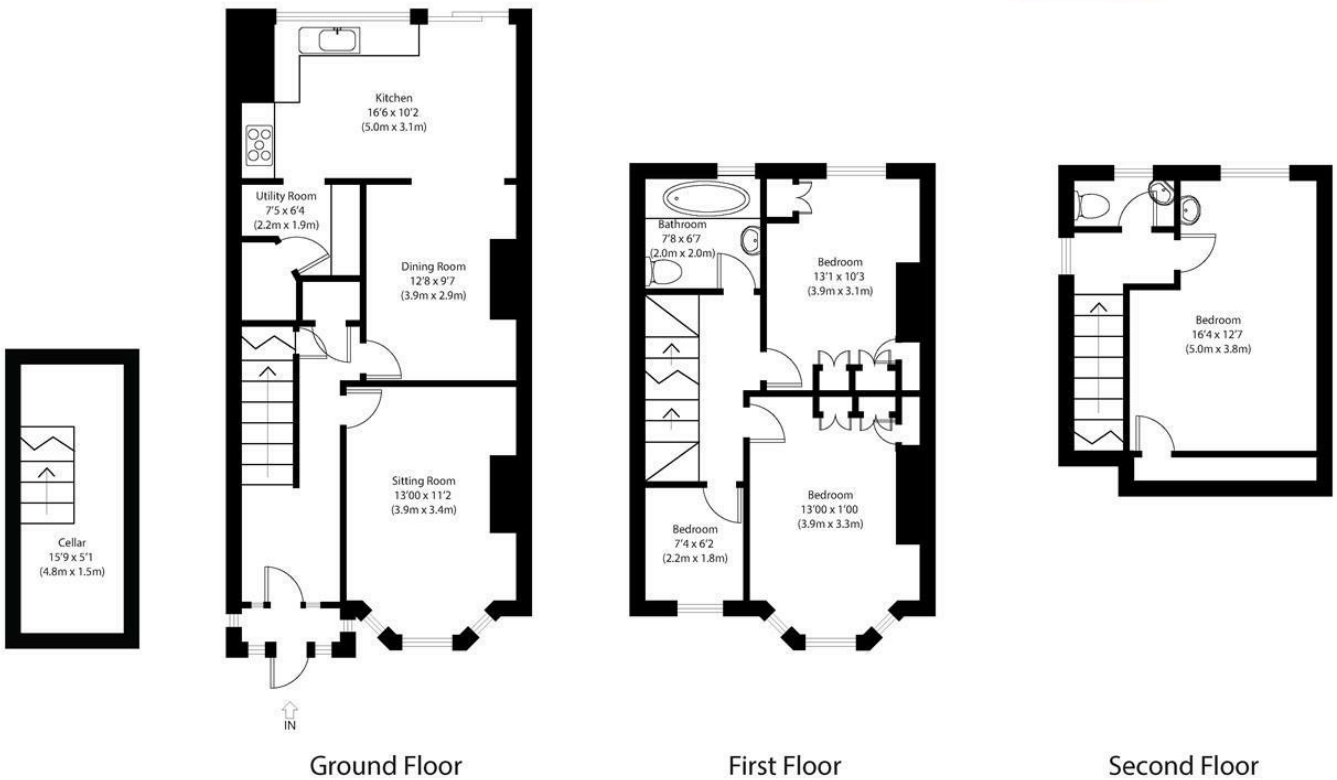 Cellar
15'9 x 5'1
(4.8m x 1.5m)
Kitchen
16'6 x 10'2
(5.0m x 3.1m)
Utility Room
7'5 x 6'4
(2.2m x 1.9m)
Dining Room
12'8 x 9'7
(3.9m x 2.9m)
Sitting Room
13'00 x 11'2
(3.9m x 3.4m)
IN
Ground Floor
Bathroom
7'8 x 6'7
(2.0m x 2.0m)
Bedroom
13'1 x 10'3
(3.9m x 3.1m)
Bedroom
7'4 x 6'2
(2.2m x 1.8m)
Bedroom
13'00 x 1'00
(3.9m x 3.3m)
First Floor
Bedroom
16'4 x 12'7
(5.0m x 3.8m)
Second Floor